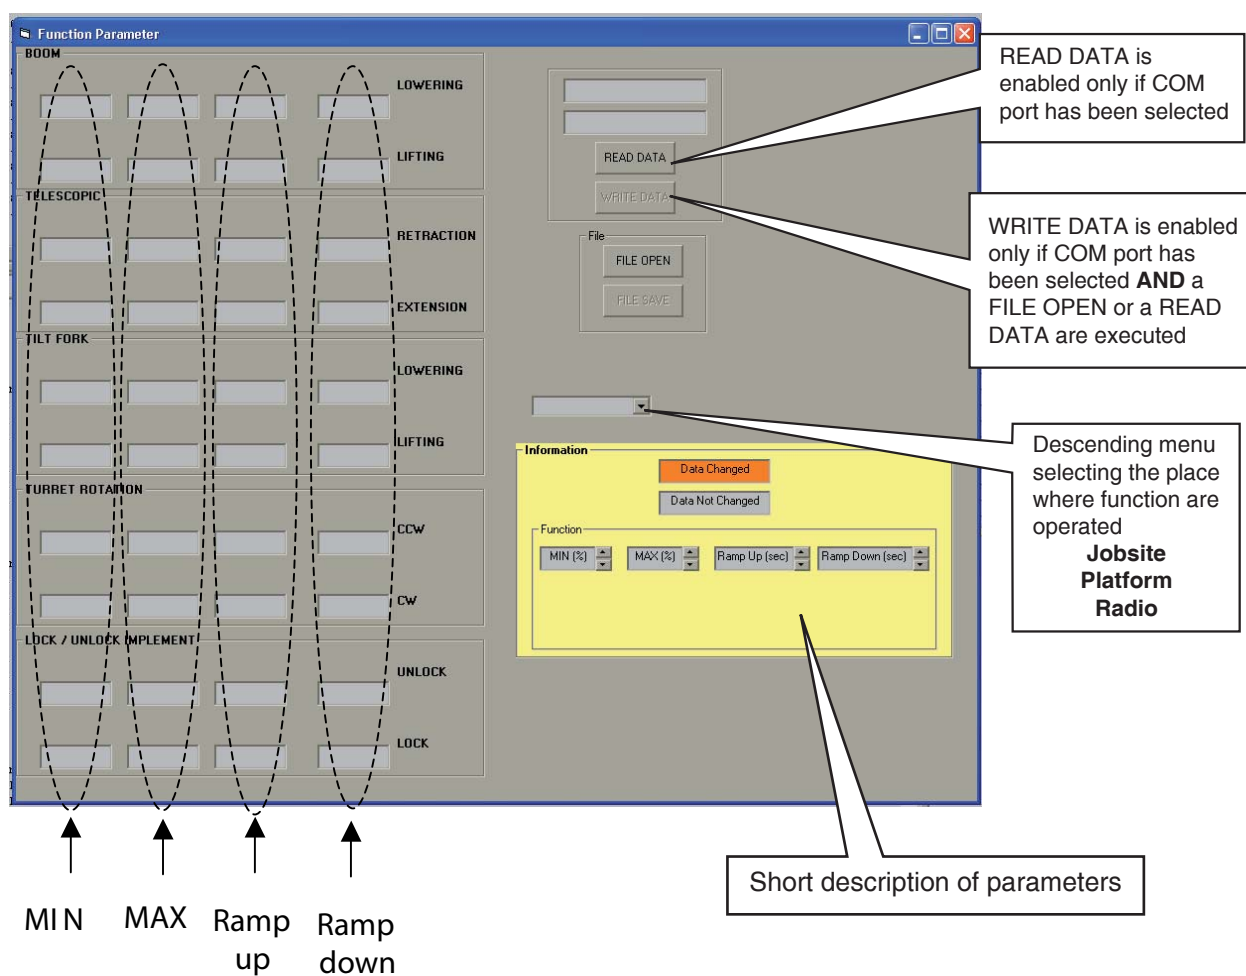 Function Parameter
BOOM
LOWERING
LIFTING
TELESCOPIC
RETRACTION
EXTENSION
TILT FORK
LOWERING
LIFTING
TURRET ROTATION
CCW
CW
LOCK / UNLOCK IMPLEMENT
UNLOCK
LOCK
READ DATA
WRITE DATA
File
FILE OPEN
FILE SAVE
Information
Data Changed
Data Not Changed
Function
MIN (%)
MAX (%)
Ramp Up (sec)
Ramp Down (sec)
READ DATA is
enabled only if COM
port has been selected
WRITE DATA is enabled
only if COM port has
been selected AND a
FILE OPEN or a READ
DATA are executed
Descending menu
selecting the place
where function are
operated
Jobsite
Platform
Radio
Short description of parameters
MIN
MAX
Ramp
up
Ramp
down